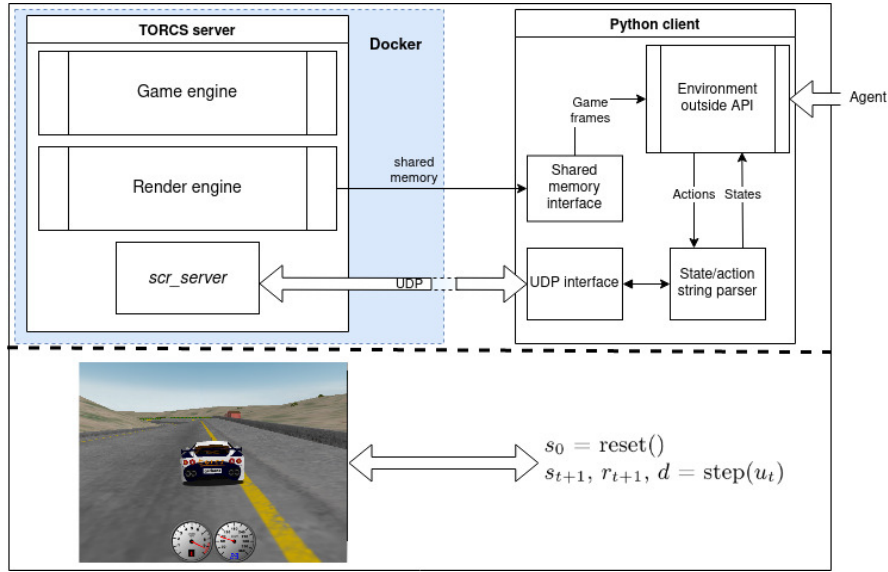 TORCS server
Docker
Python client
Game engine
Environment
outside API
Agent
Game
frames
Render engine
shared
memory
Shared
memory
interface
Actions
States
scr_server
UDP
UDP interface
State/action
string parser
s₀ = reset()
sₜ₊₁, rₜ₊₁, d = step(uₜ)